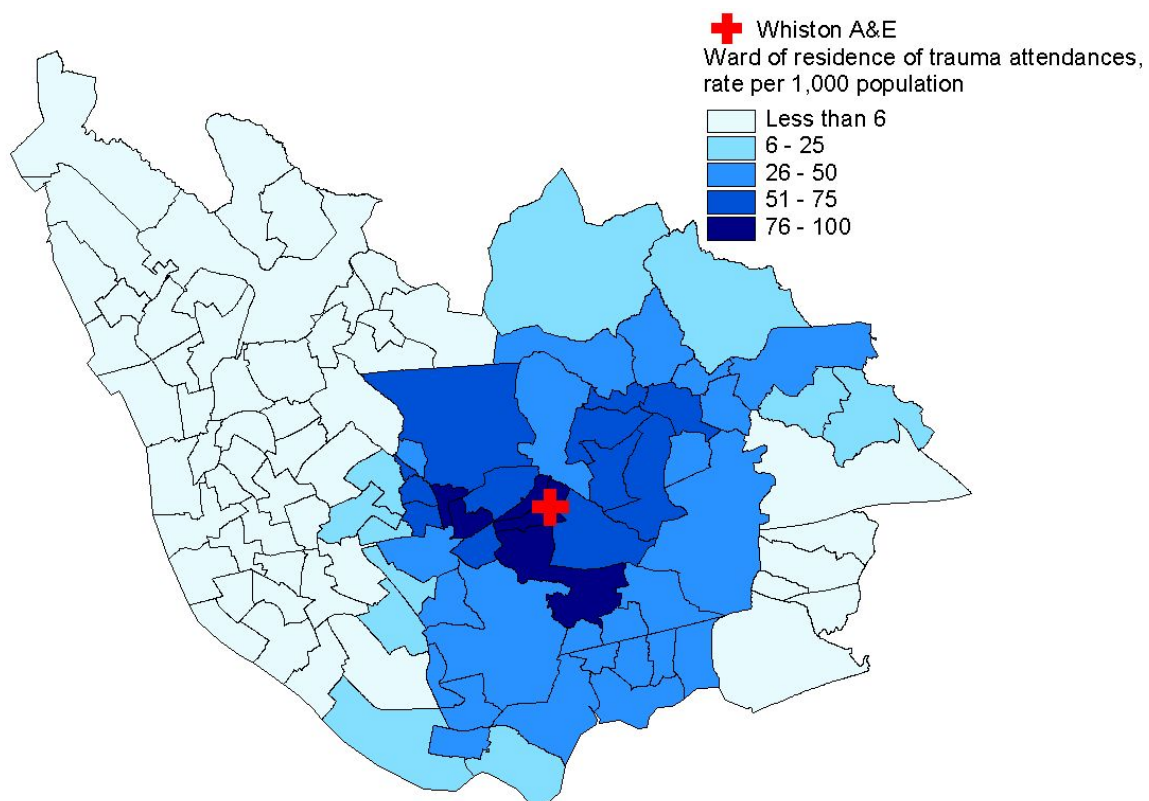 Whiston A&E
Ward of residence of trauma attendances,
rate per 1,000 population
Less than 6
6 - 25
26 - 50
51 - 75
76 - 100